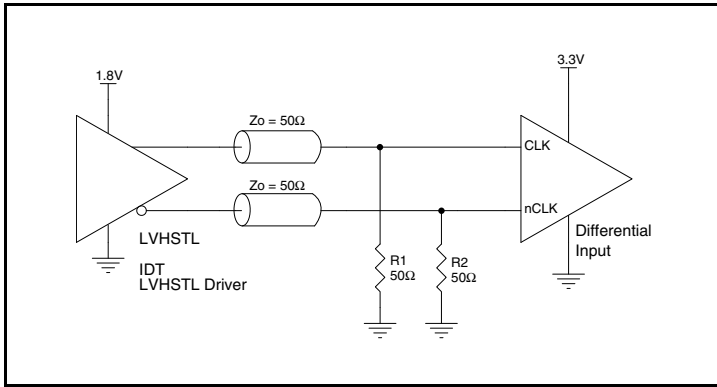 1.8V
3.3V
Zo = 50Ω
CLK
Zo = 50Ω
nCLK
LVHSTL
IDT
LVHSTL Driver
R1
50Ω
R2
50Ω
Differential
Input